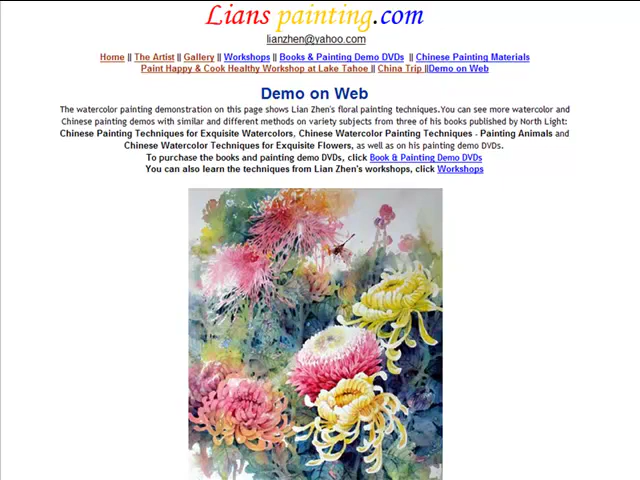 Lians painting.com
lianzhen@yahoo.com
Home || The Artist || Gallery || Workshops || Books & Painting Demo DVDs || Chinese Painting Materials
Paint Happy & Cook Healthy Workshop at Lake Tahoe || China Trip ||Demo on Web
Demo on Web
The watercolor painting demonstration on this page shows Lian Zhen's floral painting techniques.You can see more watercolor and
Chinese painting demos with similar and different methods on variety subjects from three of his books published by North Light:
Chinese Painting Techniques for Exquisite Watercolors, Chinese Watercolor Painting Techniques - Painting Animals and
Chinese Watercolor Techniques for Exquisite Flowers, as well as on his painting demo DVDs.
To purchase the books and painting demo DVDs, click Book & Painting Demo DVDs
You can also learn the techniques from Lian Zhen's workshops, click Workshops